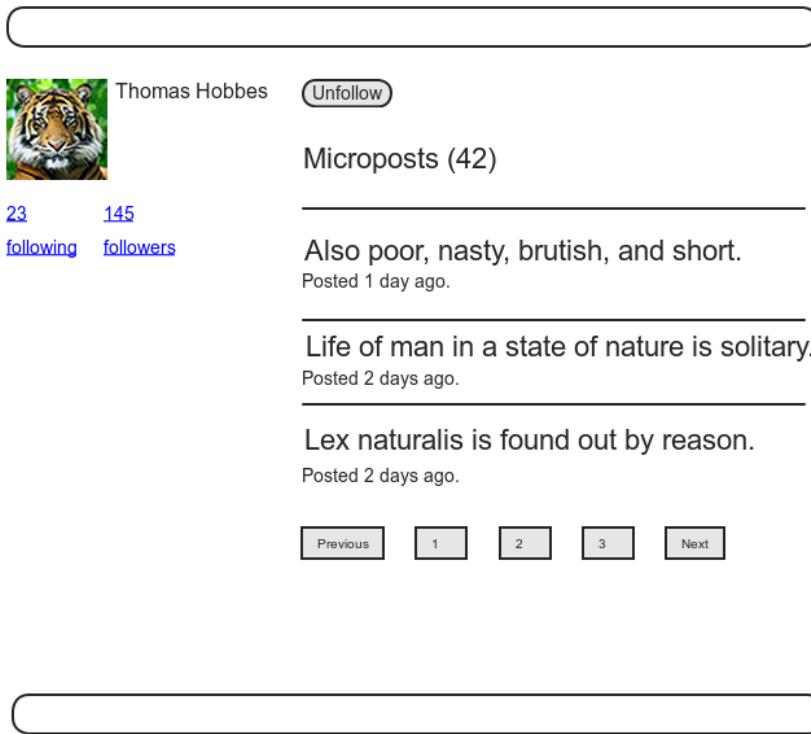 Thomas Hobbes
Unfollow
Microposts (42)
23 145
following followers
Also poor, nasty, brutish, and short.
Posted 1 day ago.
Life of man in a state of nature is solitary.
Posted 2 days ago.
Lex naturalis is found out by reason.
Posted 2 days ago.
Previous 1 2 3 Next